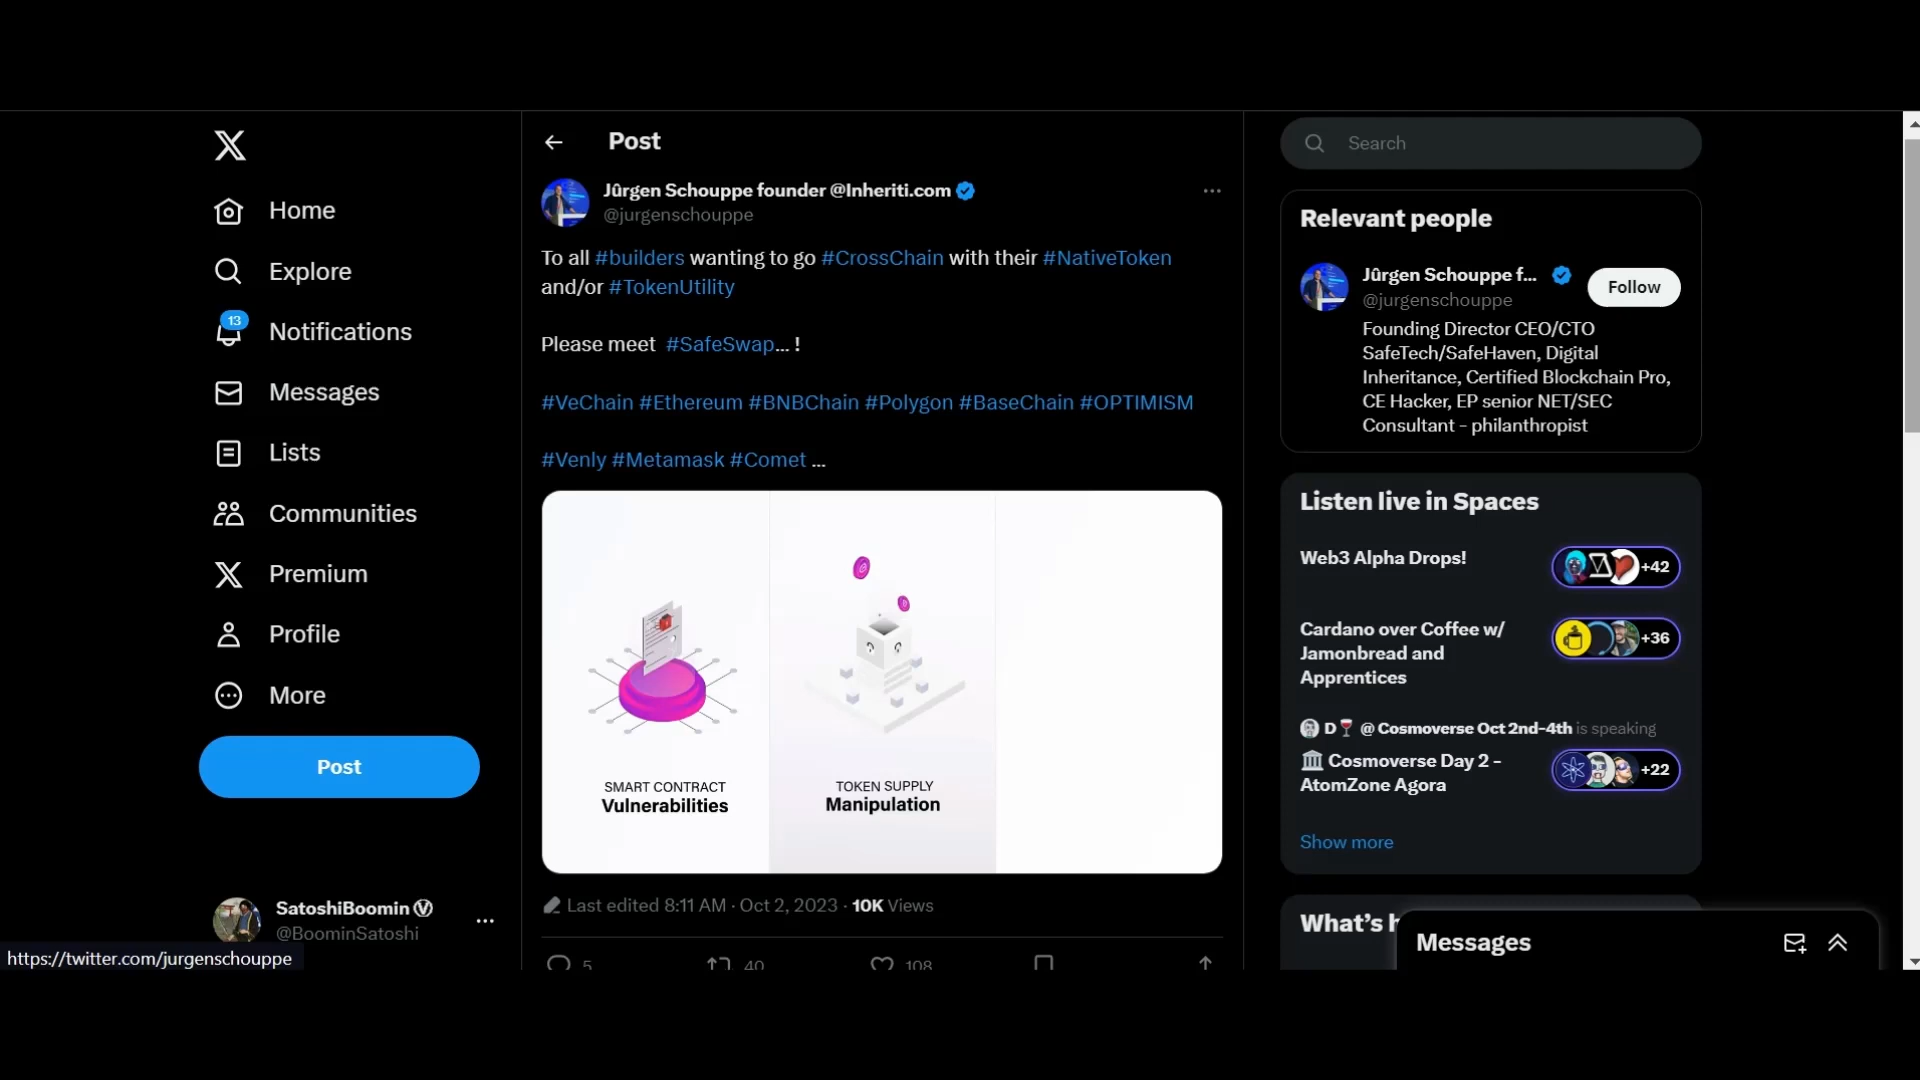 Home
Explore
13
Notifications
Messages
Lists
Communities
Premium
Profile
More
Post
SatoshiBoomin
@BoominSatoshi
https://twitter.com/jurgenschouppe
Post
Jûrgen Schouppe founder @Inheriti.com
@jurgenschouppe
To all #builders wanting to go #CrossChain with their #NativeToken
and/or #TokenUtility
Please meet #SafeSwap... !
#VeChain #Ethereum #BNBChain #Polygon #BaseChain #OPTIMISM
#Venly #Metamask #Comet ...
SMART CONTRACT
Vulnerabilities
TOKEN SUPPLY
Manipulation
Last edited 8:11 AM · Oct 2, 2023 · 10K Views
5 40 108
Search
Relevant people
Jûrgen Schouppe f...
@jurgenschouppe
Follow
Founding Director CEO/CTO
SafeTech/SafeHaven, Digital
Inheritance, Certified Blockchain Pro,
CE Hacker, EP senior NET/SEC
Consultant - philanthropist
Listen live in Spaces
Web3 Alpha Drops!
+42
Cardano over Coffee w/
Jamonbread and
Apprentices
+36
D🍷 @ Cosmoverse Oct 2nd-4th is speaking
🏛️ Cosmoverse Day 2 -
AtomZone Agora
+22
Show more
What's
Messages